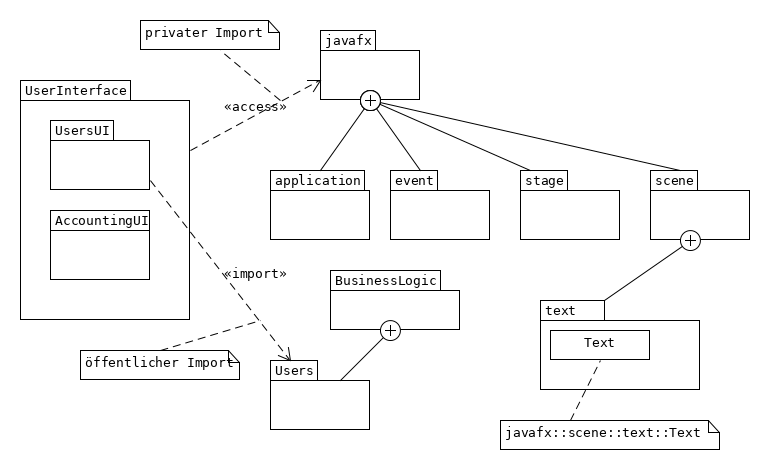 privater Import
javafx
UserInterface
«access»
UsersUI
application
event
stage
scene
AccountingUI
«import»
BusinessLogic
text
Text
öffentlicher Import
Users
javafx::scene::text::Text